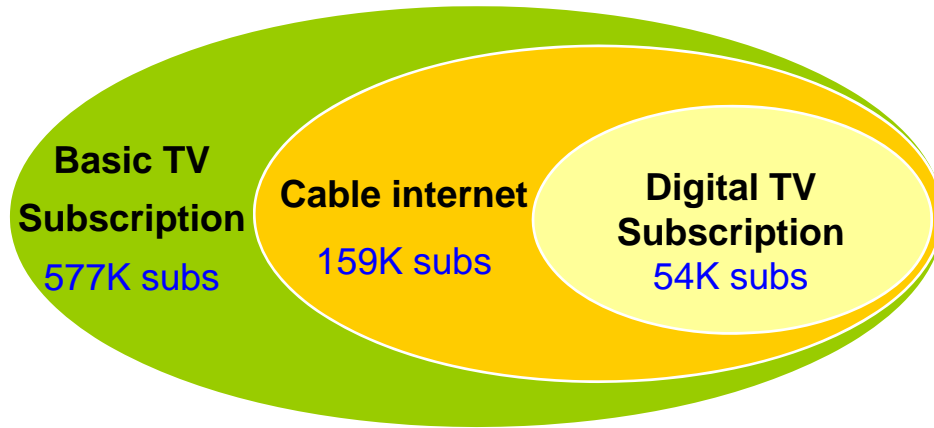 Basic TV
Subscription
577K subs
Cable internet
159K subs
Digital TV
Subscription
54K subs